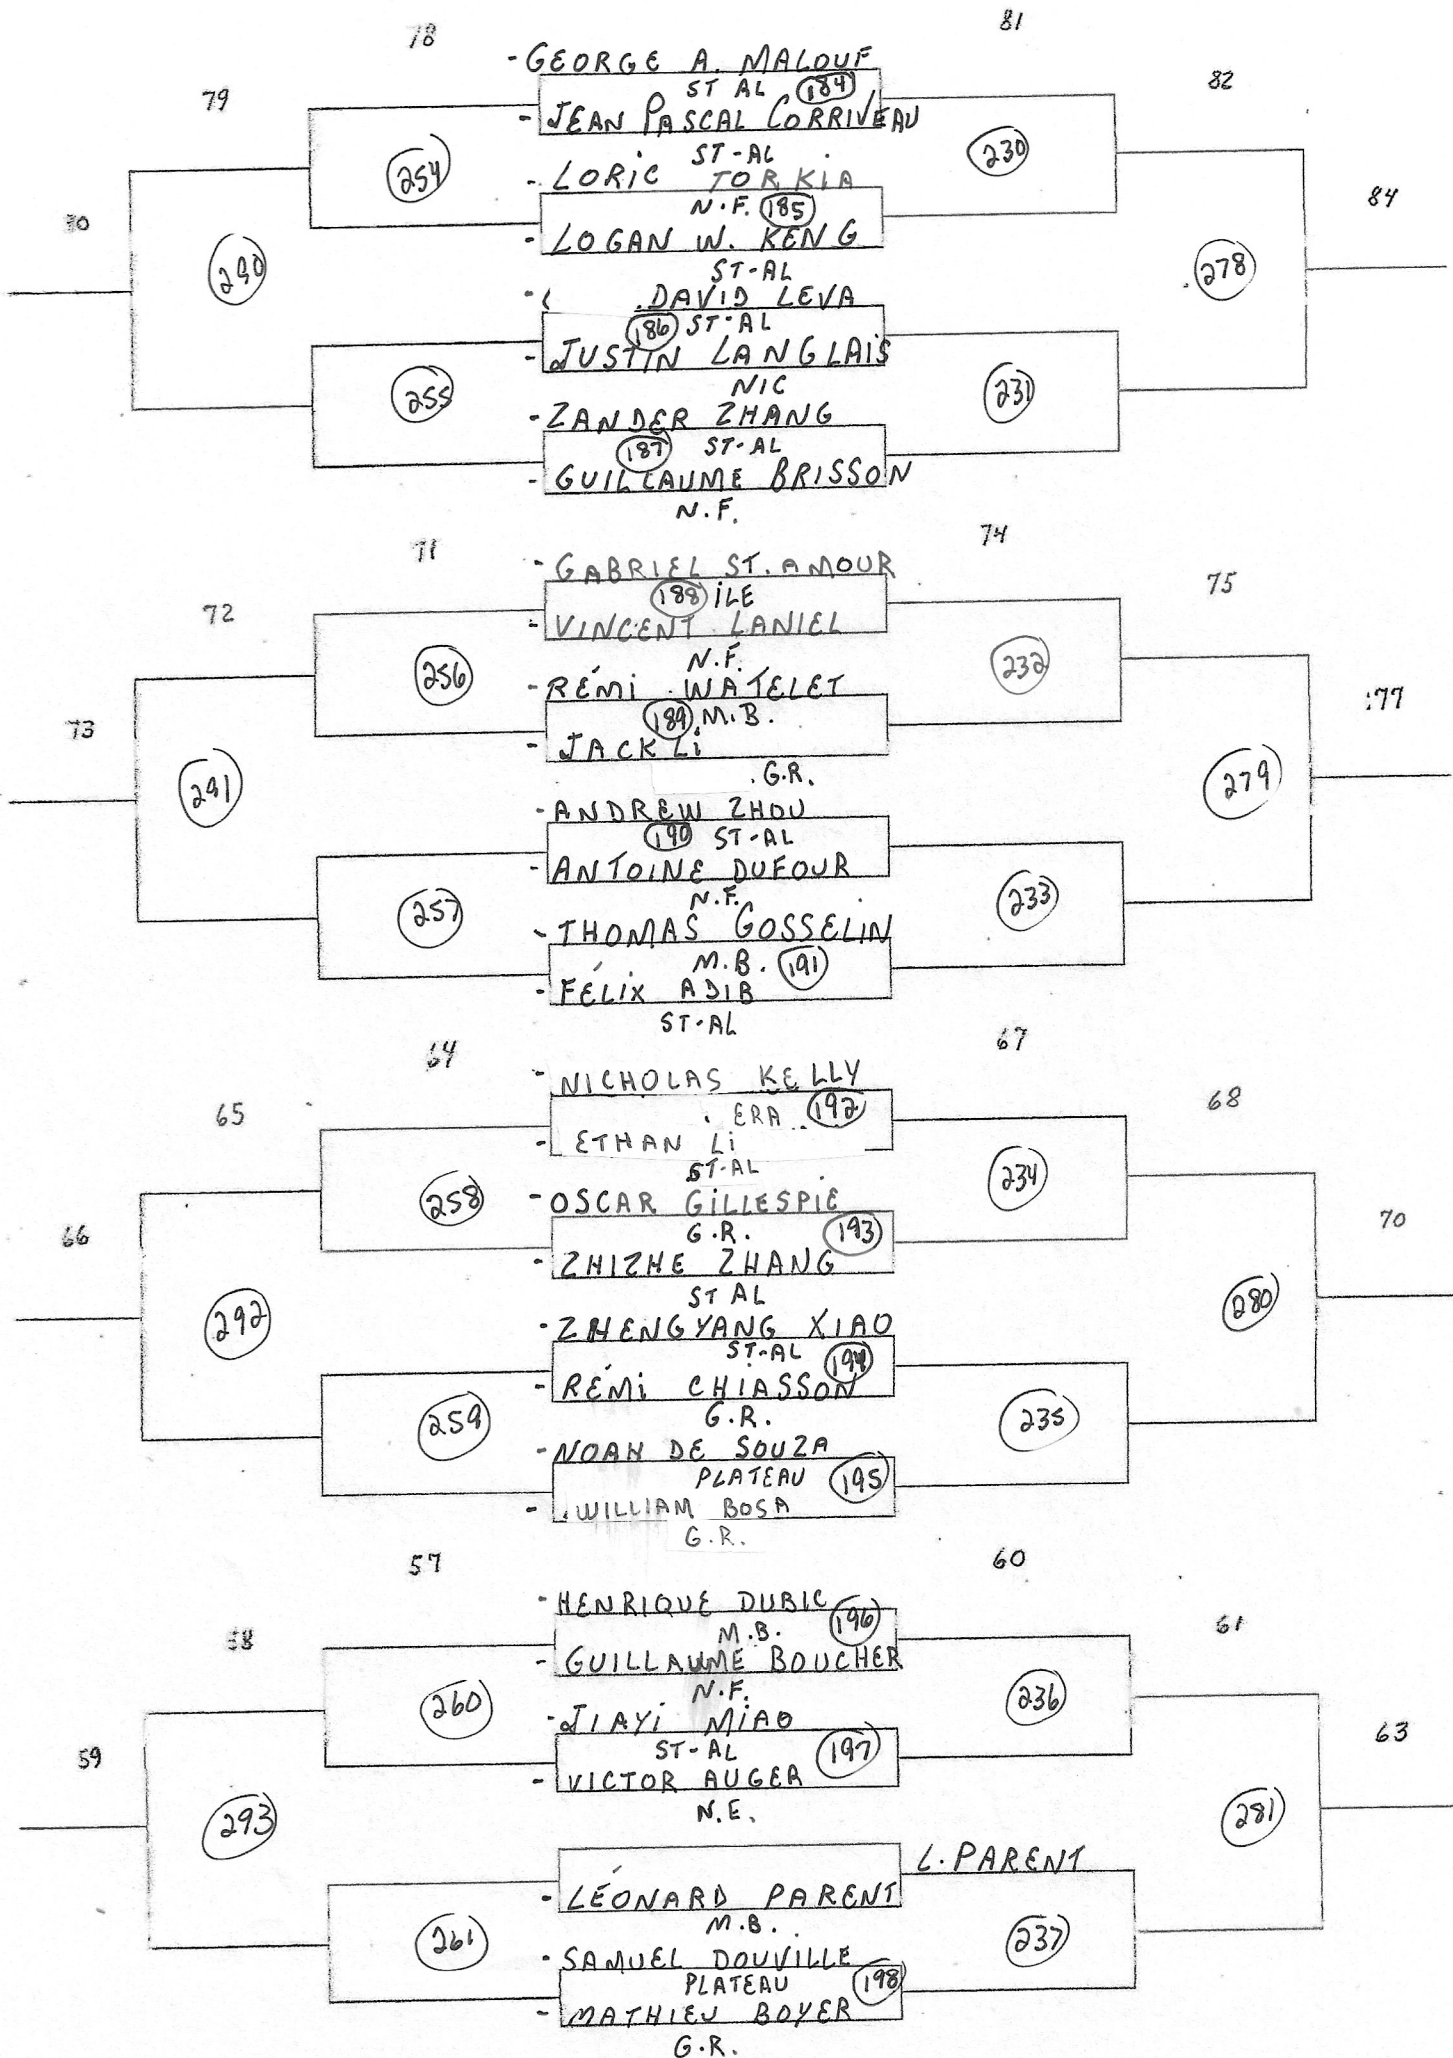 78
81
- GEORGE A. MALOUF
79
82
ST AL 184
- JEAN PASCAL CORRIVEAU
254
ST-AL
230
- LORIC TORKIA
N.F. 185
84
- LOGAN W. KENG
290
ST-AL
278
- DAVID LEVA
186 ST-AL
- JUSTIN LANGLAIS
255
NIC
231
- ZANDER ZHANG
187 ST-AL
- GUILLAUME BRISSON
N.F.
71
74
- GABRIEL ST. AMOUR
72
188 ÎLE
75
- VINCENT LANIEL
N.F.
256
232
- RÉMI WATELET
73
189 M.B.
77
- JACK Li
G.R.
291
279
- ANDREW ZHOU
190 ST-AL
- ANTOINE DUFOUR
N.F.
257
233
- THOMAS GOSSELIN
M.B. 191
- FÉLIX ADIB
ST-AL
64
67
- NICHOLAS KELLY
65
ERA 192
68
- ETHAN Li
ST-AL
258
234
- OSCAR GILLESPIE
66
G.R. 193
70
- ZHIZHE ZHANG
ST AL
292
280
- ZHENGYANG XIAO
ST-AL 194
- RÉMI CHIASSON
G.R.
259
235
- NOAH DE SOUZA
PLATEAU 195
- WILLIAM BOSA
G.R.
57
60
- HENRIQUE DUBIC
58
M.B. 196
61
- GUILLAUME BOUCHER
N.F.
260
236
- JIAYI MIAO
59
ST-AL 197
63
- VICTOR AUGER
N.E.
293
281
L. PARENT
- LÉONARD PARENT
M.B.
261
237
- SAMUEL DOUVILLE
PLATEAU 198
- MATHIEU BOYER
G.R.